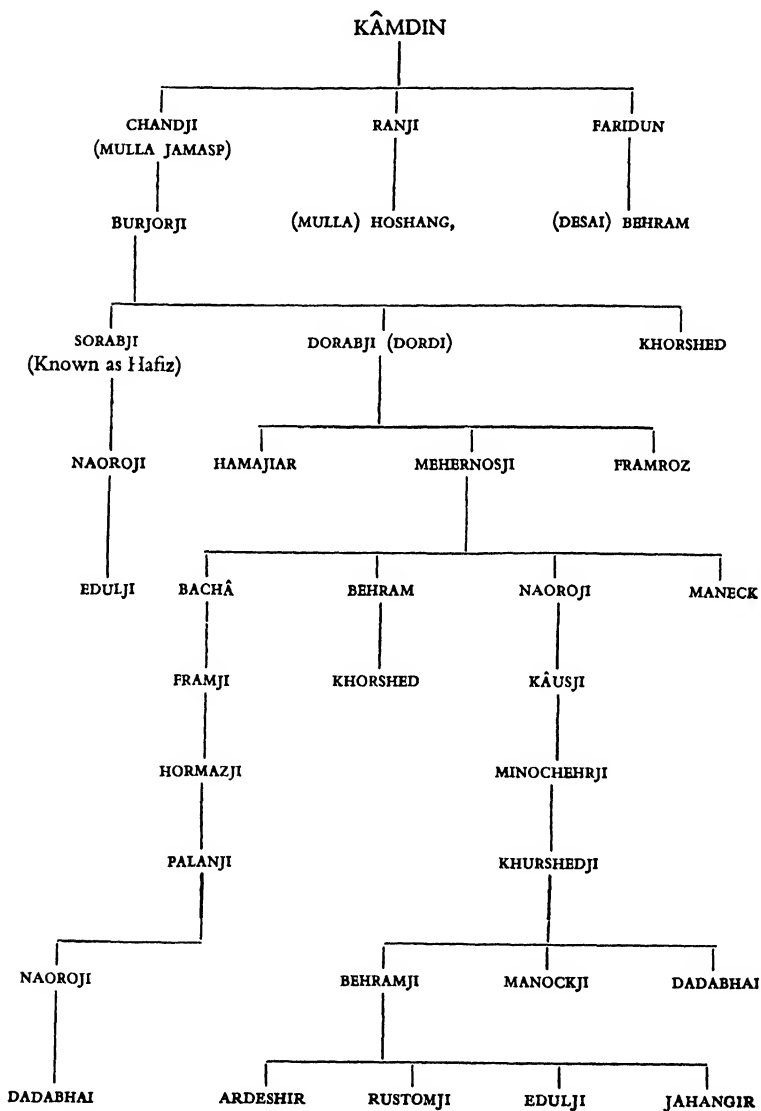 KÂMDIN
CHANDJI RANJI FARIDUN
(MULLA JAMASP)
BURJORJI (MULLA) HOSHANG, (DESAI) BEHRAM
SORABJI DORABJI (DORDI) KHORSHED
(Known as Hafiz)
NAOROJI HAMAJIAR MEHERNOSJI FRAMROZ
EDULJI BACHÂ BEHRAM NAOROJI MANECK
FRAMJI KHORSHED KÂUSJI
HORMAZJI MINOCHEHRJI
PALANJI KHURSHEDJI
NAOROJI BEHRAMJI MANOCKJI DADABHAI
DADABHAI ARDESHIR RUSTOMJI EDULJI JAHANGIR